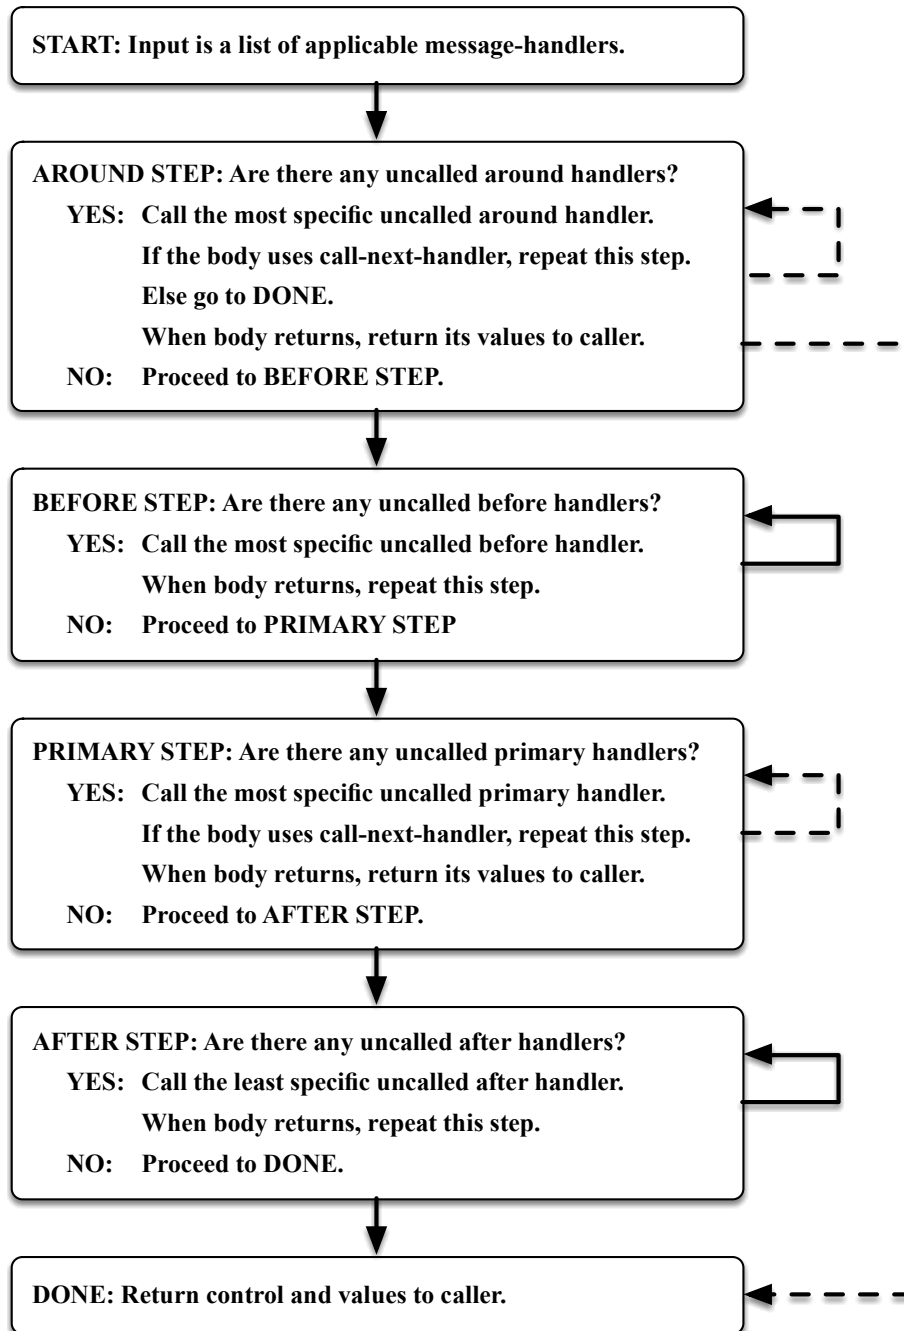 START: Input is a list of applicable message-handlers.
AROUND STEP: Are there any uncalled around handlers?
YES: Call the most specific uncalled around handler.
If the body uses call-next-handler, repeat this step.
Else go to DONE.
When body returns, return its values to caller.
NO: Proceed to BEFORE STEP.
BEFORE STEP: Are there any uncalled before handlers?
YES: Call the most specific uncalled before handler.
When body returns, repeat this step.
NO: Proceed to PRIMARY STEP
PRIMARY STEP: Are there any uncalled primary handlers?
YES: Call the most specific uncalled primary handler.
If the body uses call-next-handler, repeat this step.
When body returns, return its values to caller.
NO: Proceed to AFTER STEP.
AFTER STEP: Are there any uncalled after handlers?
YES: Call the least specific uncalled after handler.
When body returns, repeat this step.
NO: Proceed to DONE.
DONE: Return control and values to caller.